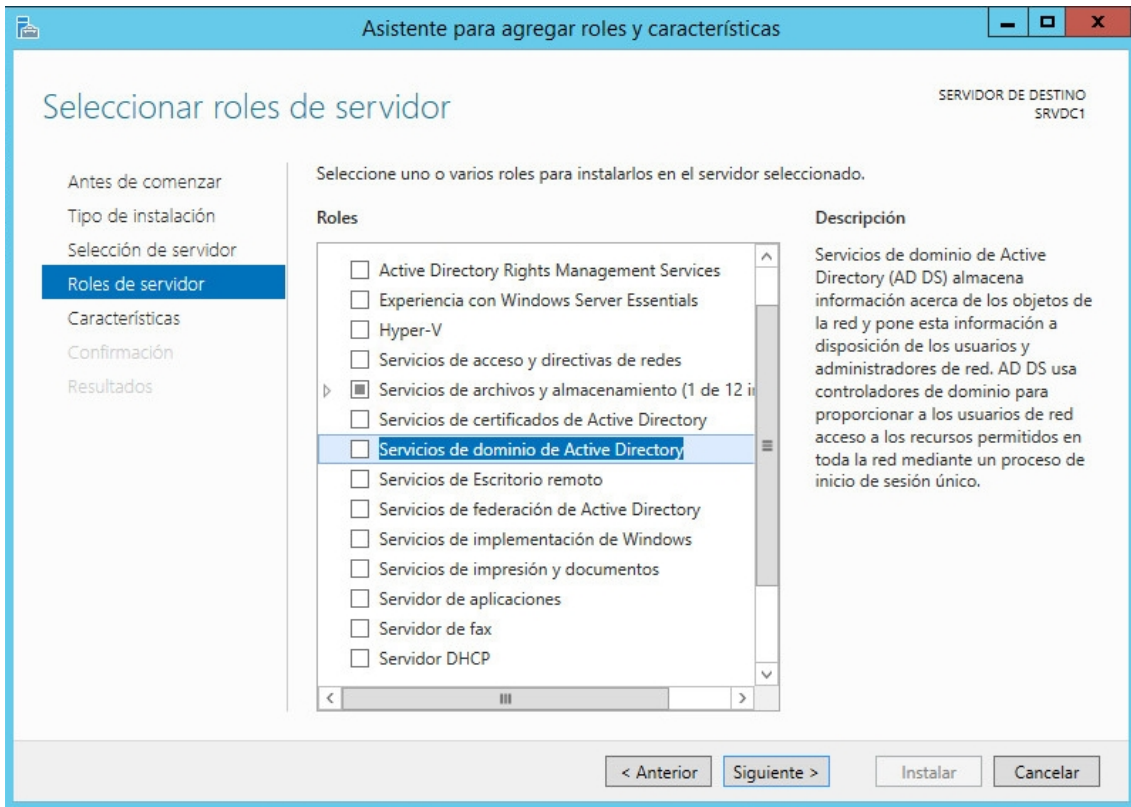 Asistente para agregar roles y características
Seleccionar roles de servidor
SERVIDOR DE DESTINO
SRVDC1
Antes de comenzar
Tipo de instalación
Selección de servidor
Roles de servidor
Características
Confirmación
Resultados
Seleccione uno o varios roles para instalarlos en el servidor seleccionado.
Roles
Active Directory Rights Management Services
Experiencia con Windows Server Essentials
Hyper-V
Servicios de acceso y directivas de redes
Servicios de archivos y almacenamiento (1 de 12 i
Servicios de certificados de Active Directory
Servicios de dominio de Active Directory
Servicios de Escritorio remoto
Servicios de federación de Active Directory
Servicios de implementación de Windows
Servicios de impresión y documentos
Servidor de aplicaciones
Servidor de fax
Servidor DHCP
Descripción
Servicios de dominio de Active
Directory (AD DS) almacena
información acerca de los objetos de
la red y pone esta información a
disposición de los usuarios y
administradores de red. AD DS usa
controladores de dominio para
proporcionar a los usuarios de red
acceso a los recursos permitidos en
toda la red mediante un proceso de
inicio de sesión único.
< Anterior
Siguiente >
Instalar
Cancelar